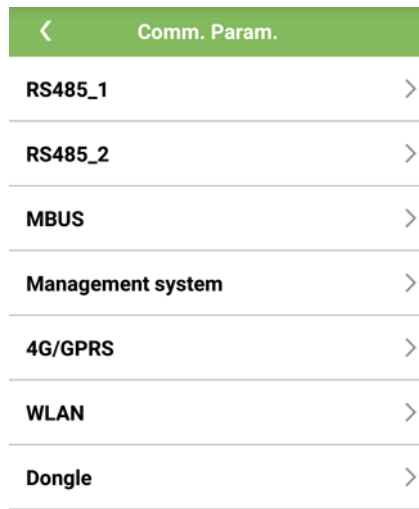 Comm. Param.
RS485_1
RS485_2
MBUS
Management system
4G/GPRS
WLAN
Dongle